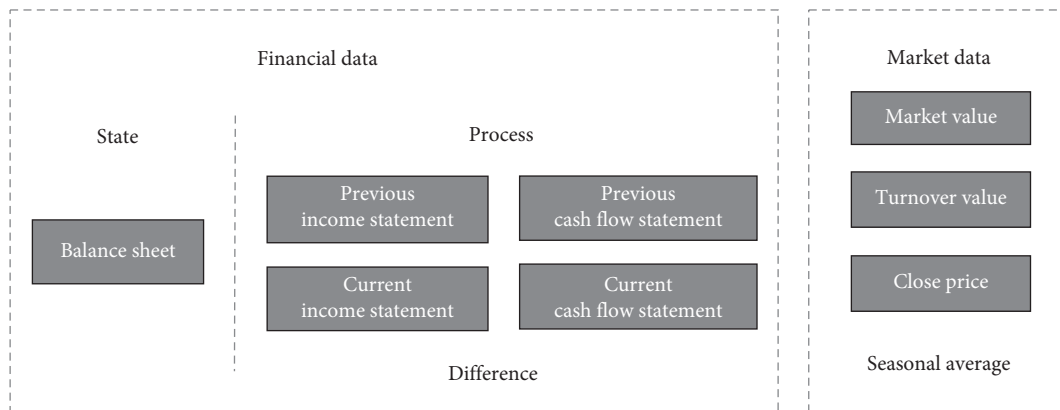 Financial data
State
Process
Balance sheet
Previous
income statement
Previous
cash flow statement
Current
income statement
Current
cash flow statement
Difference
Market data
Market value
Turnover value
Close price
Seasonal average